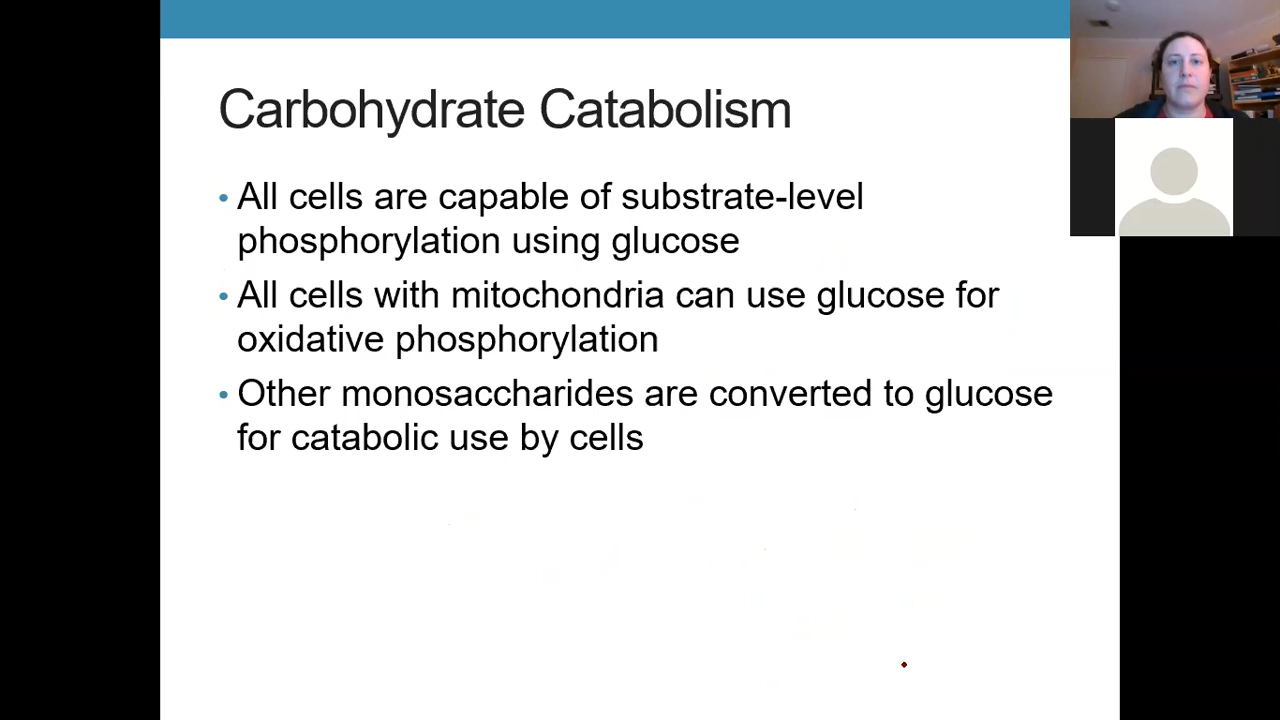 Carbohydrate Catabolism
• All cells are capable of substrate-level
phosphorylation using glucose
• All cells with mitochondria can use glucose for
oxidative phosphorylation
• Other monosaccharides are converted to glucose
for catabolic use by cells